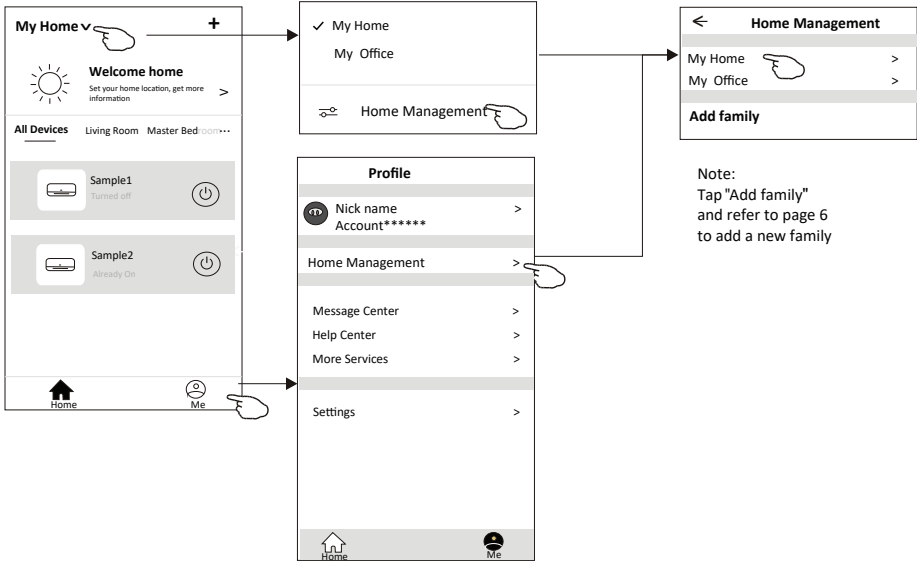 My Home
+
Welcome home
Set your home location, get more
information
>
All Devices Living Room Master Bedroom...
Sample1
Turned off
Sample2
Already On
Home Me
✓ My Home
My Office
Home Management
Profile
Nick name >
Account******
Home Management >
Message Center >
Help Center >
More Services >
Settings >
Home Me
← Home Management
My Home >
My Office >
Add family
Note:
Tap "Add family"
and refer to page 6
to add a new family